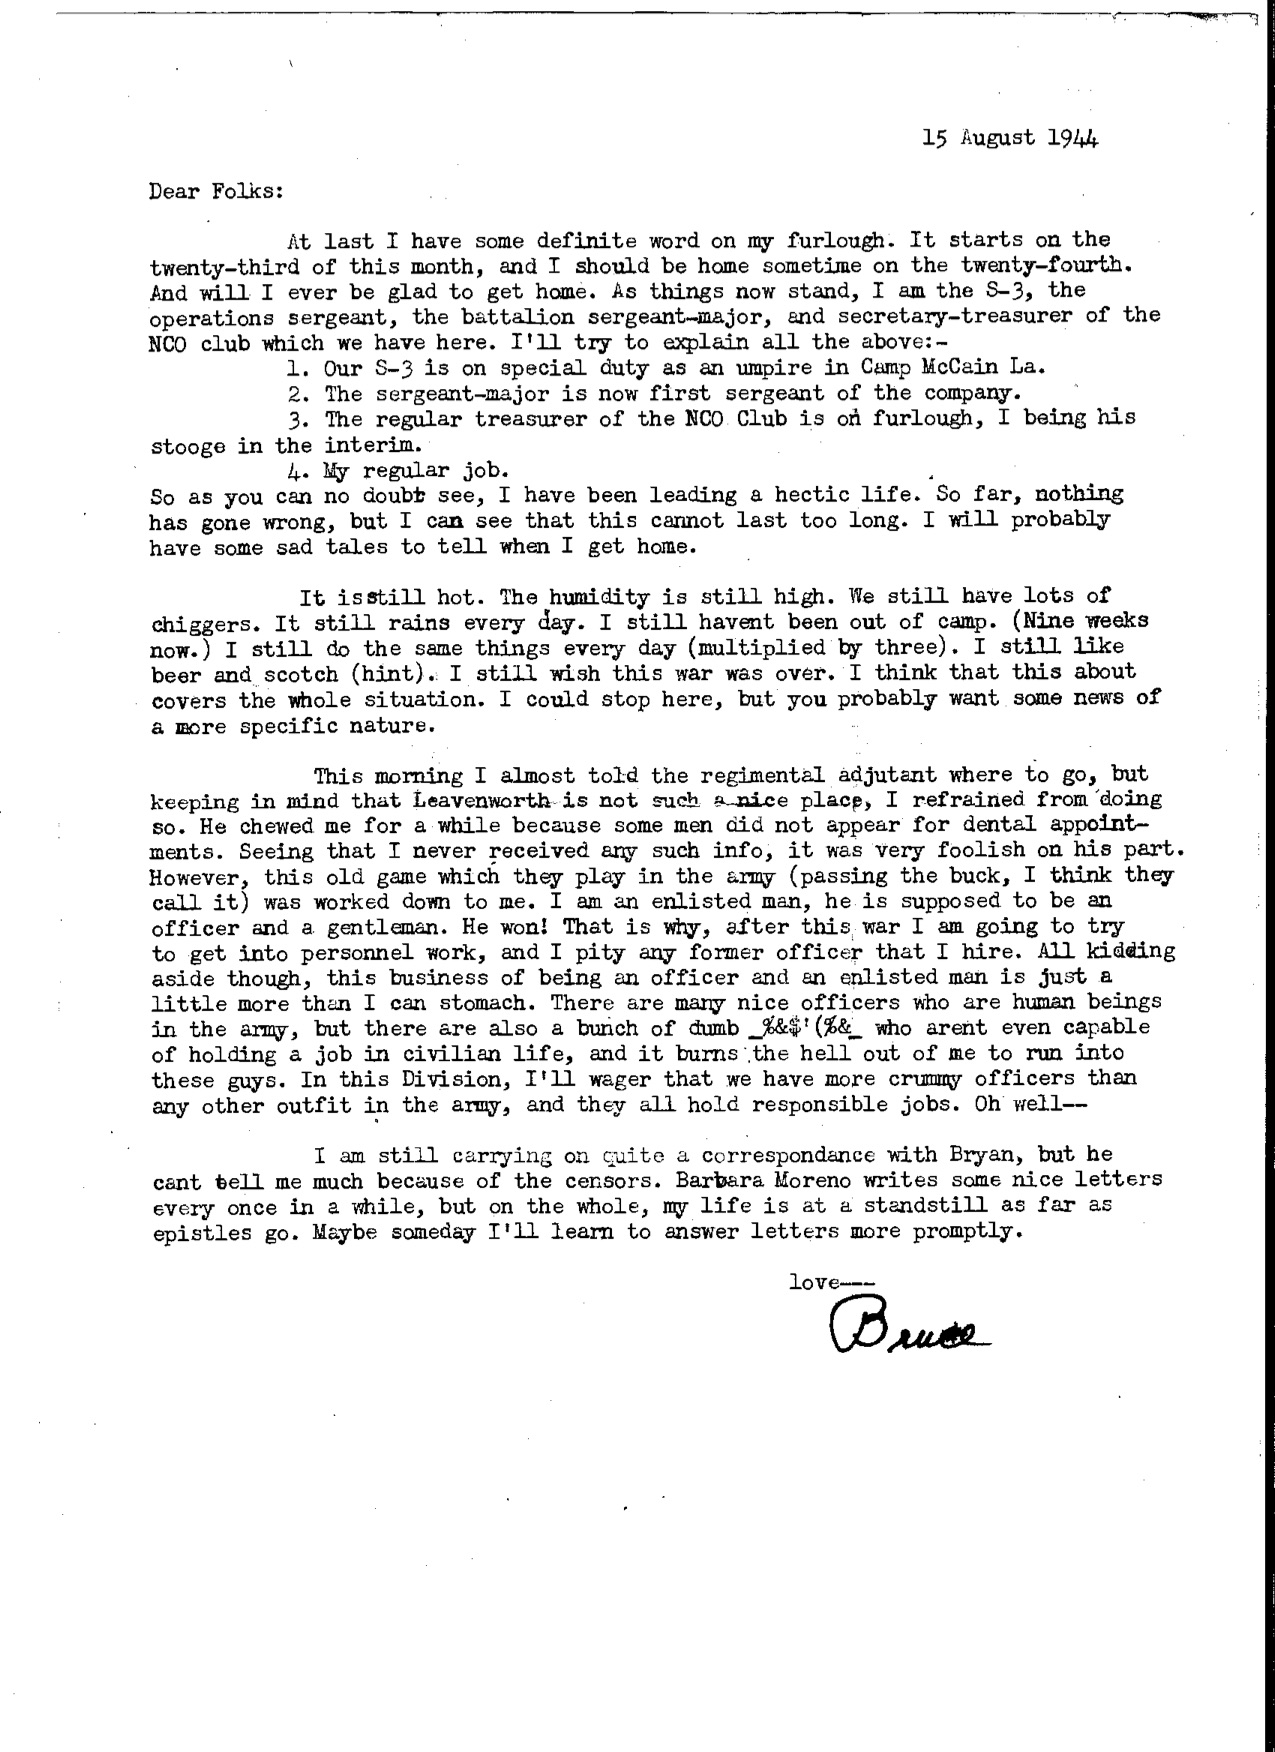 15 August 1944
Dear Folks:
At last I have some definite word on my furlough. It starts on the
twenty-third of this month, and I should be home sometime on the twenty-fourth.
And will I ever be glad to get home. As things now stand, I am the S-3, the
operations sergeant, the battalion sergeant-major, and secretary-treasurer of the
NCO club which we have here. I'll try to explain all the above:-
1. Our S-3 is on special duty as an umpire in Camp McCain La.
2. The sergeant-major is now first sergeant of the company.
3. The regular treasurer of the NCO Club is on furlough, I being his
stooge in the interim.
4. My regular job.
So as you can no doubt see, I have been leading a hectic life. So far, nothing
has gone wrong, but I can see that this cannot last too long. I will probably
have some sad tales to tell when I get home.
It isstill hot. The humidity is still high. We still have lots of
chiggers. It still rains every day. I still havent been out of camp. (Nine weeks
now.) I still do the same things every day (multiplied by three). I still like
beer and scotch (hint). I still wish this war was over. I think that this about
covers the whole situation. I could stop here, but you probably want some news of
a more specific nature.
This morning I almost told the regimental adjutant where to go, but
keeping in mind that Leavenworth is not such a nice place, I refrained from doing
so. He chewed me for a while because some men did not appear for dental appoint-
ments. Seeing that I never received any such info, it was very foolish on his part.
However, this old game which they play in the army (passing the buck, I think they
call it) was worked down to me. I am an enlisted man, he is supposed to be an
officer and a gentleman. He won! That is why, after this war I am going to try
to get into personnel work, and I pity any former officer that I hire. All kidding
aside though, this business of being an officer and an enlisted man is just a
little more than I can stomach. There are many nice officers who are human beings
in the army, but there are also a bunch of dumb _%&$'(%&_ who arent even capable
of holding a job in civilian life, and it burns the hell out of me to run into
these guys. In this Division, I'll wager that we have more crummy officers than
any other outfit in the army, and they all hold responsible jobs. Oh well--
I am still carrying on quite a correspondance with Bryan, but he
cant tell me much because of the censors. Barbara Moreno writes some nice letters
every once in a while, but on the whole, my life is at a standstill as far as
epistles go. Maybe someday I'll learn to answer letters more promptly.
love---
Bruce